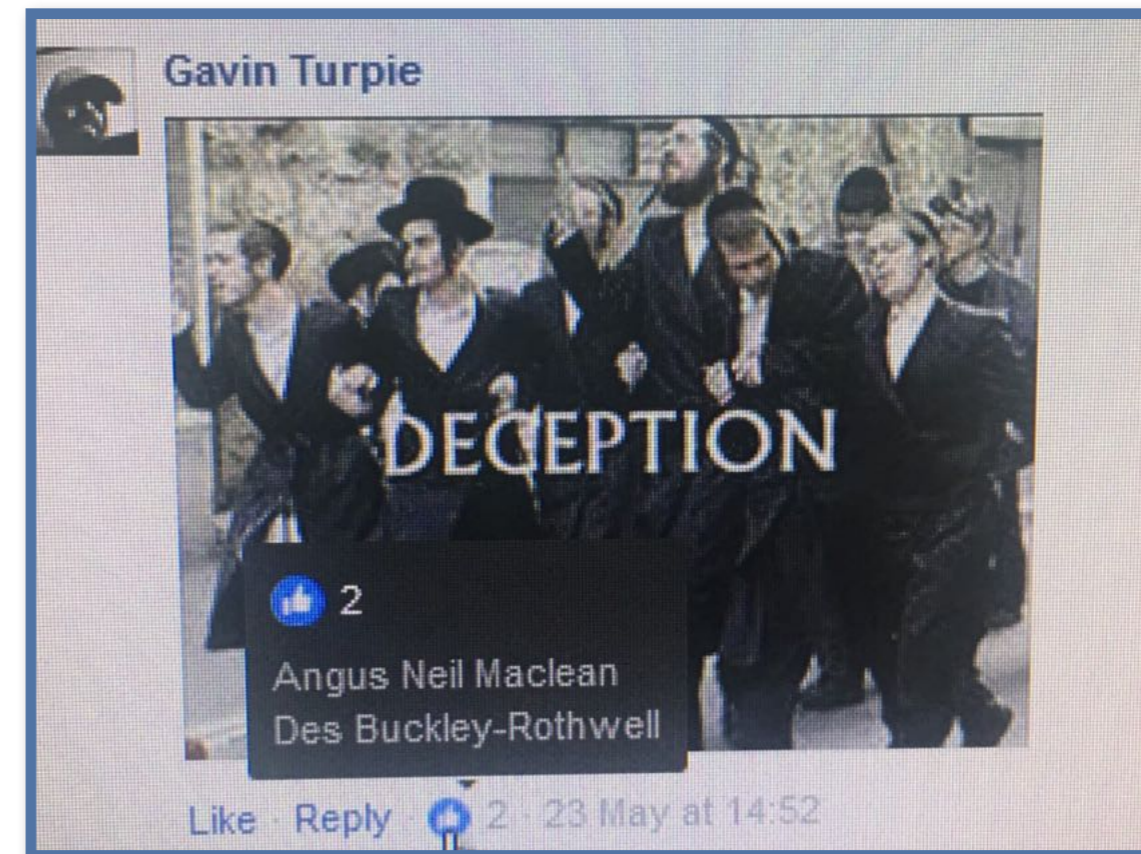 Gavin Turpie
DECEPTION
2
Angus Neil Maclean
Des Buckley-Rothwell
Like · Reply · 2 · 23 May at 14:52